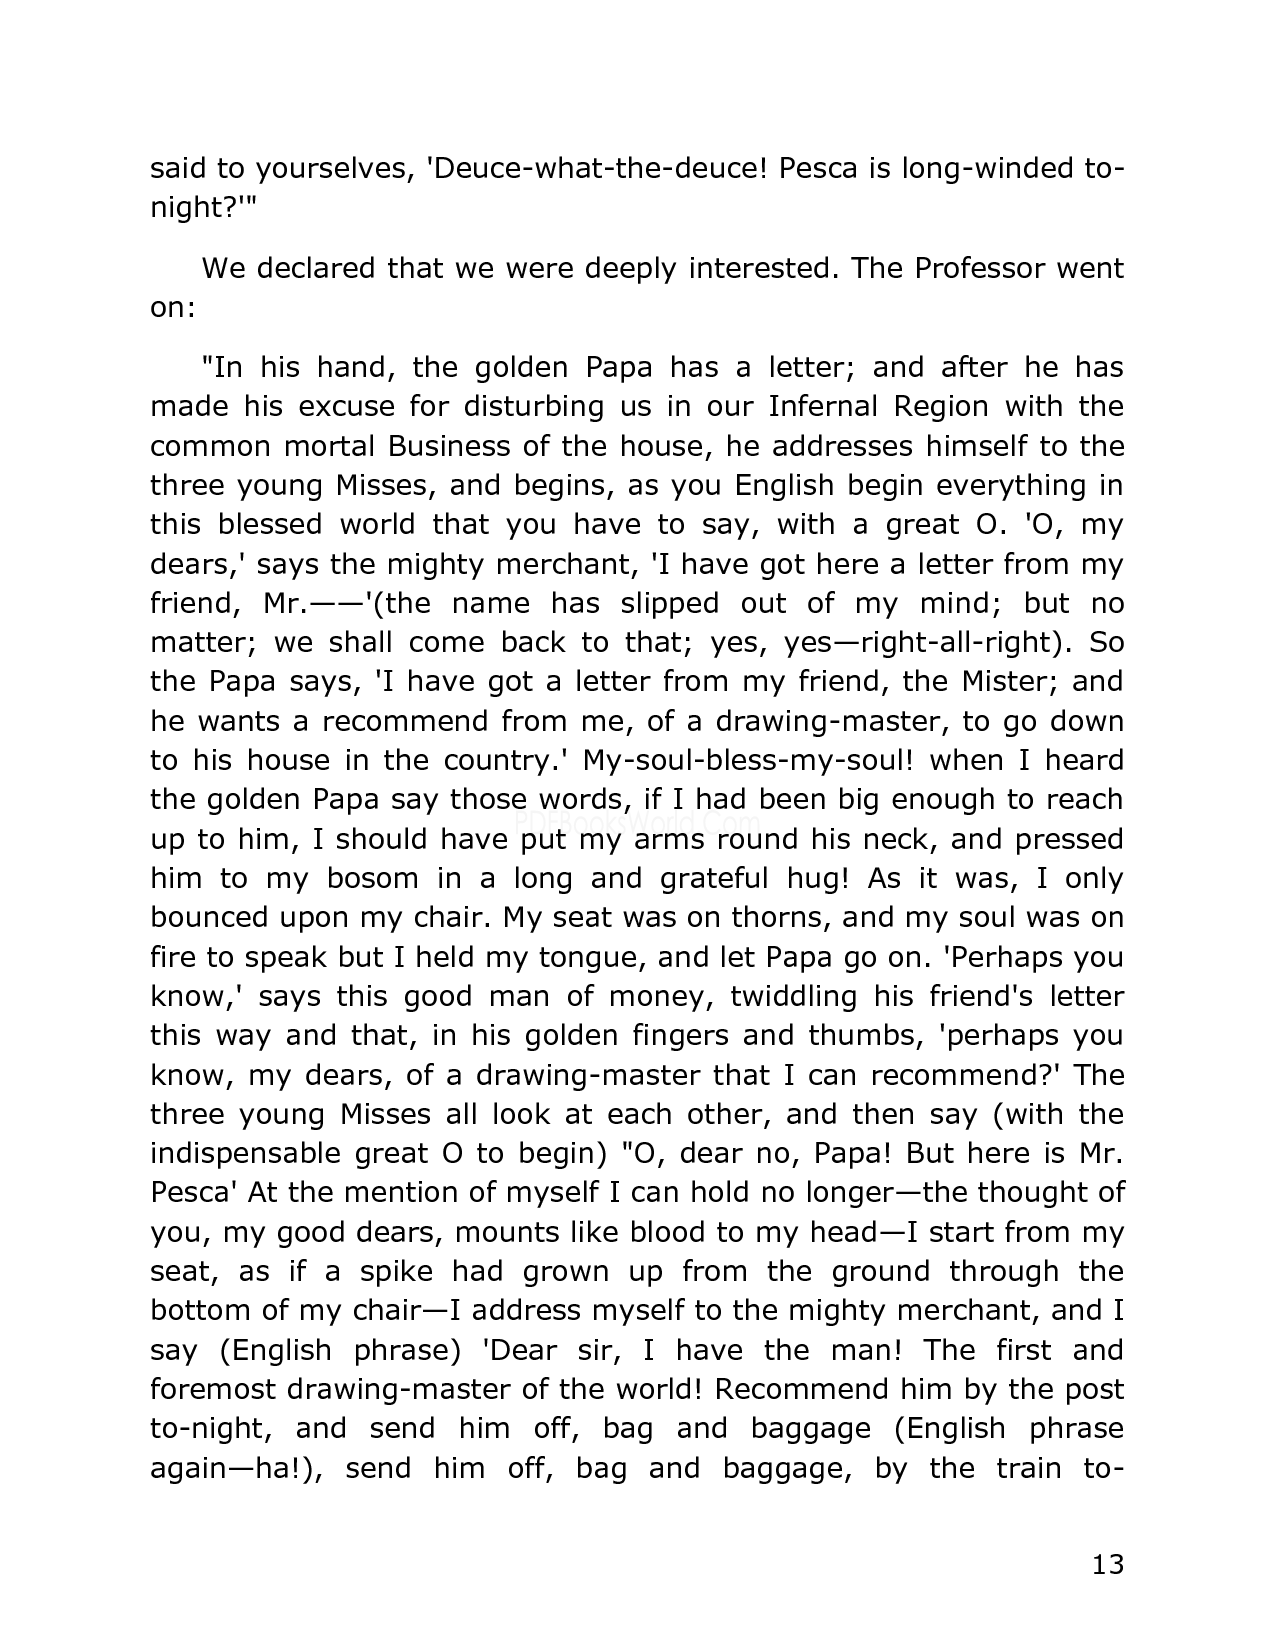 said to yourselves, 'Deuce-what-the-deuce! Pesca is long-winded to-
night?'"
We declared that we were deeply interested. The Professor went
on:
"In his hand, the golden Papa has a letter; and after he has
made his excuse for disturbing us in our Infernal Region with the
common mortal Business of the house, he addresses himself to the
three young Misses, and begins, as you English begin everything in
this blessed world that you have to say, with a great O. 'O, my
dears,' says the mighty merchant, 'I have got here a letter from my
friend, Mr.——'(the name has slipped out of my mind; but no
matter; we shall come back to that; yes, yes—right-all-right). So
the Papa says, 'I have got a letter from my friend, the Mister; and
he wants a recommend from me, of a drawing-master, to go down
to his house in the country.' My-soul-bless-my-soul! when I heard
the golden Papa say those words, if I had been big enough to reach
PDFBooksWorld.Com
up to him, I should have put my arms round his neck, and pressed
him to my bosom in a long and grateful hug! As it was, I only
bounced upon my chair. My seat was on thorns, and my soul was on
fire to speak but I held my tongue, and let Papa go on. 'Perhaps you
know,' says this good man of money, twiddling his friend's letter
this way and that, in his golden fingers and thumbs, 'perhaps you
know, my dears, of a drawing-master that I can recommend?' The
three young Misses all look at each other, and then say (with the
indispensable great O to begin) "O, dear no, Papa! But here is Mr.
Pesca' At the mention of myself I can hold no longer—the thought of
you, my good dears, mounts like blood to my head—I start from my
seat, as if a spike had grown up from the ground through the
bottom of my chair—I address myself to the mighty merchant, and I
say (English phrase) 'Dear sir, I have the man! The first and
foremost drawing-master of the world! Recommend him by the post
to-night, and send him off, bag and baggage (English phrase
again—ha!), send him off, bag and baggage, by the train to-
13